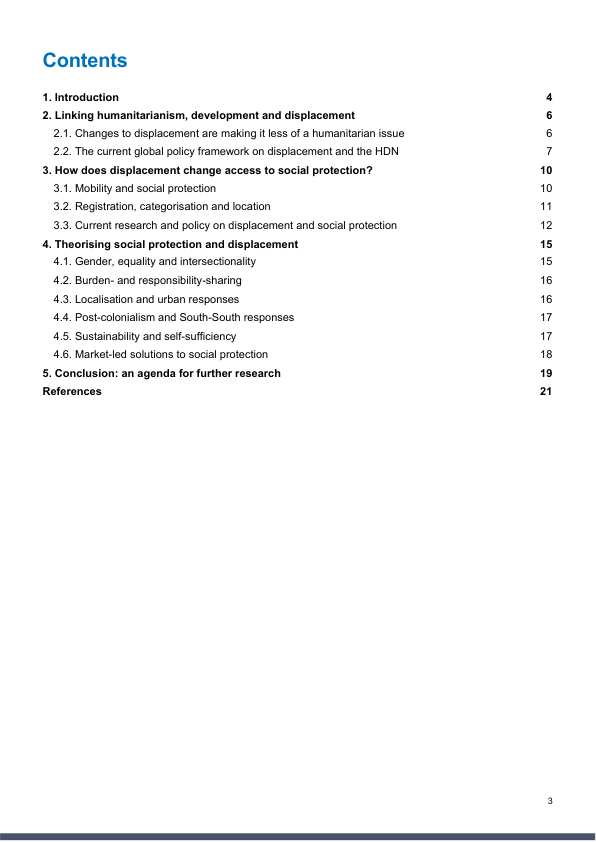 Contents
1. Introduction 4
2. Linking humanitarianism, development and displacement 6
2.1. Changes to displacement are making it less of a humanitarian issue 6
2.2. The current global policy framework on displacement and the HDN 7
3. How does displacement change access to social protection? 10
3.1. Mobility and social protection 10
3.2. Registration, categorisation and location 11
3.3. Current research and policy on displacement and social protection 12
4. Theorising social protection and displacement 15
4.1. Gender, equality and intersectionality 15
4.2. Burden- and responsibility-sharing 16
4.3. Localisation and urban responses 16
4.4. Post-colonialism and South-South responses 17
4.5. Sustainability and self-sufficiency 17
4.6. Market-led solutions to social protection 18
5. Conclusion: an agenda for further research 19
References 21
3